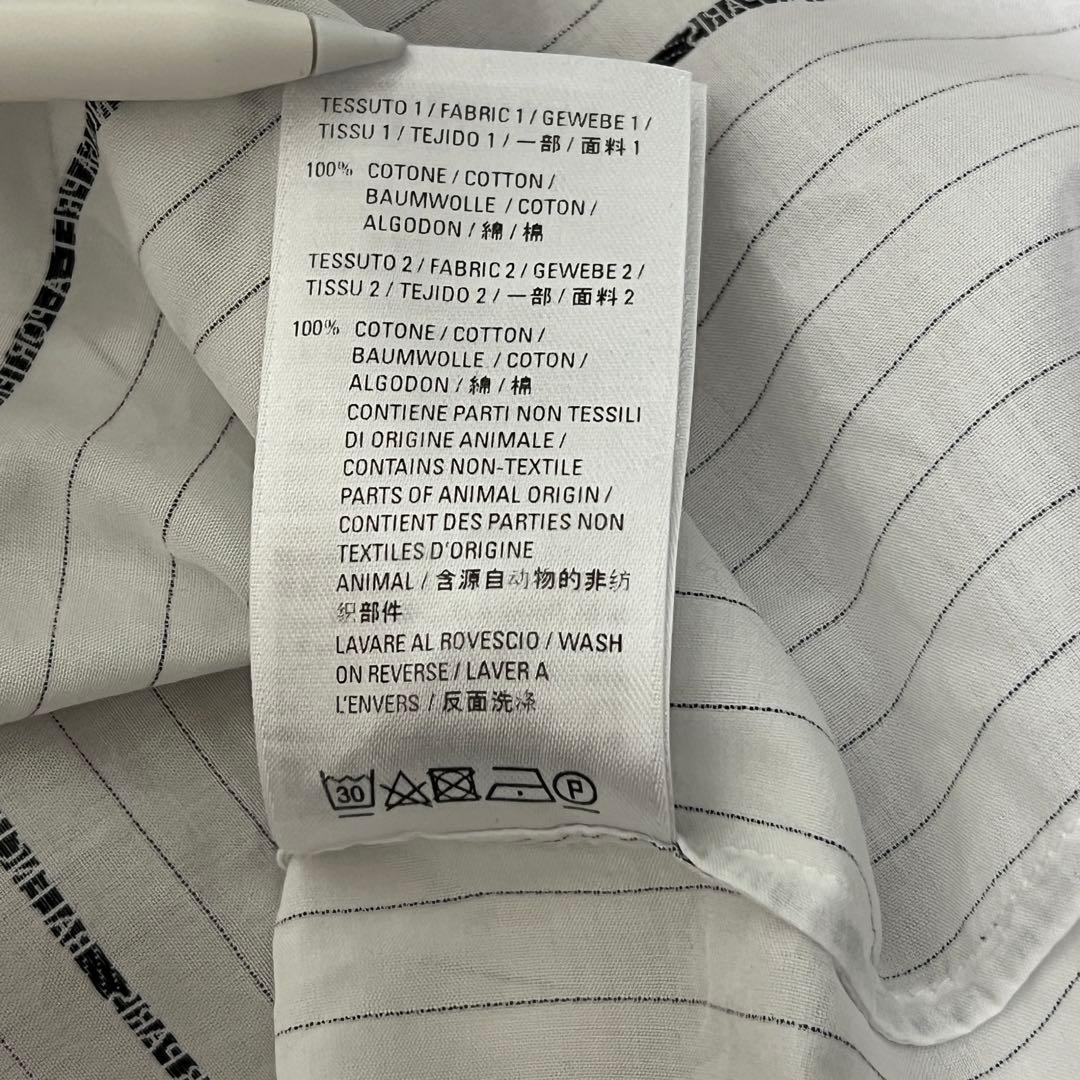 TESSUTO 1 / FABRIC 1 / GEWEBE 1 /
TISSU 1 / TEJIDO 1 / 一部 / 面料 1
100% COTONE / COTTON /
BAUMWOLLE / COTON /
ALGODON / 綿 / 棉
TESSUTO 2 / FABRIC 2 / GEWEBE 2 /
TISSU 2 / TEJIDO 2 / 一部 / 面料 2
100% COTONE / COTTON /
BAUMWOLLE / COTON /
ALGODON / 綿 / 棉
CONTIENE PARTI NON TESSILI
DI ORIGINE ANIMALE /
CONTAINS NON-TEXTILE
PARTS OF ANIMAL ORIGIN /
CONTIENT DES PARTIES NON
TEXTILES D'ORIGINE
ANIMAL / 含源自动物的非纺
织部件
LAVARE AL ROVESCIO / WASH
ON REVERSE / LAVER A
L'ENVERS / 反面洗涤
30
P